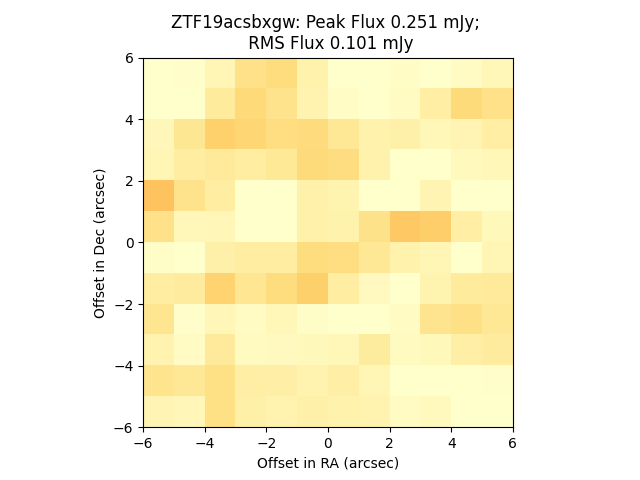 ZTF19acsbxgw: Peak Flux 0.251 mJy;
RMS Flux 0.101 mJy
6
4
2
0
−2
−4
−6
Offset in Dec (arcsec)
−6 −4 −2 0 2 4 6
Offset in RA (arcsec)